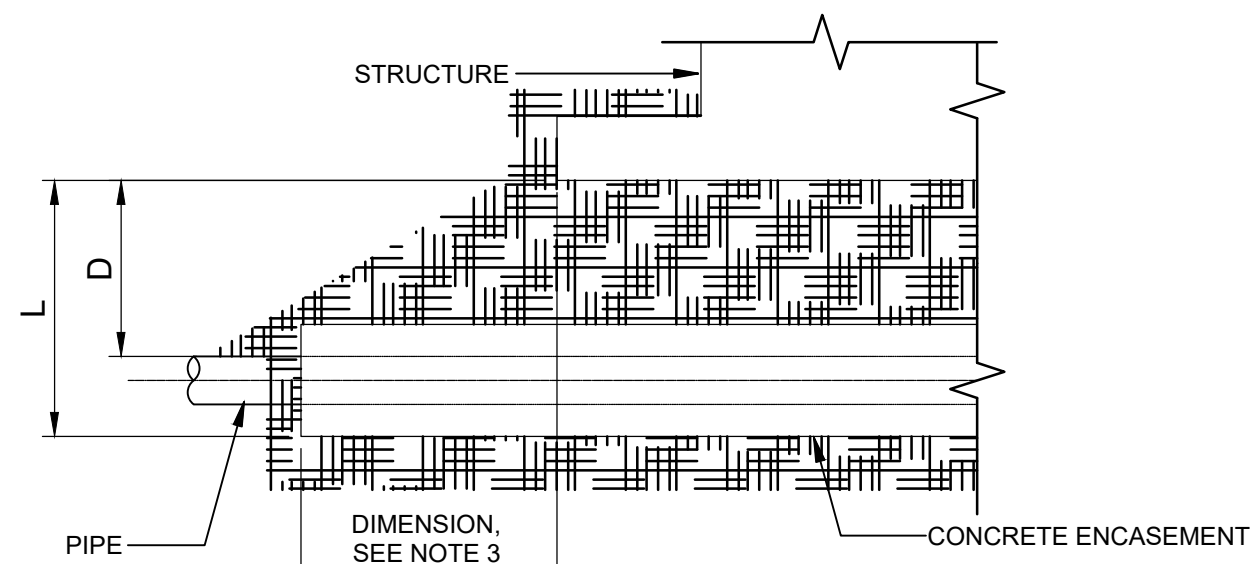 STRUCTURE
D
L
DIMENSION,
SEE NOTE 3
PIPE
CONCRETE ENCASEMENT